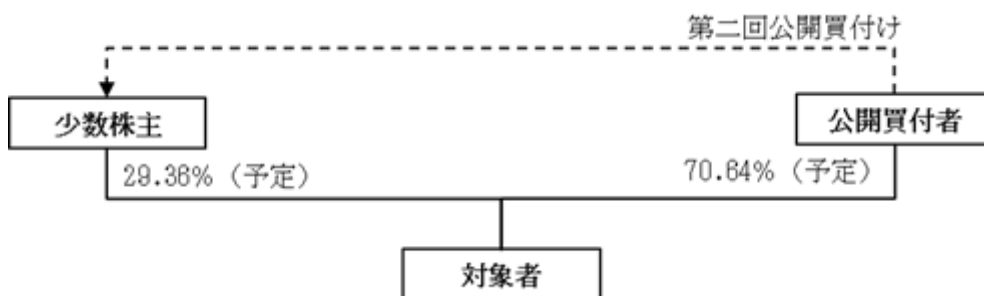 第二回公開買付け
少数株主
公開買付者
29.36%（予定）
70.64%（予定）
対象者